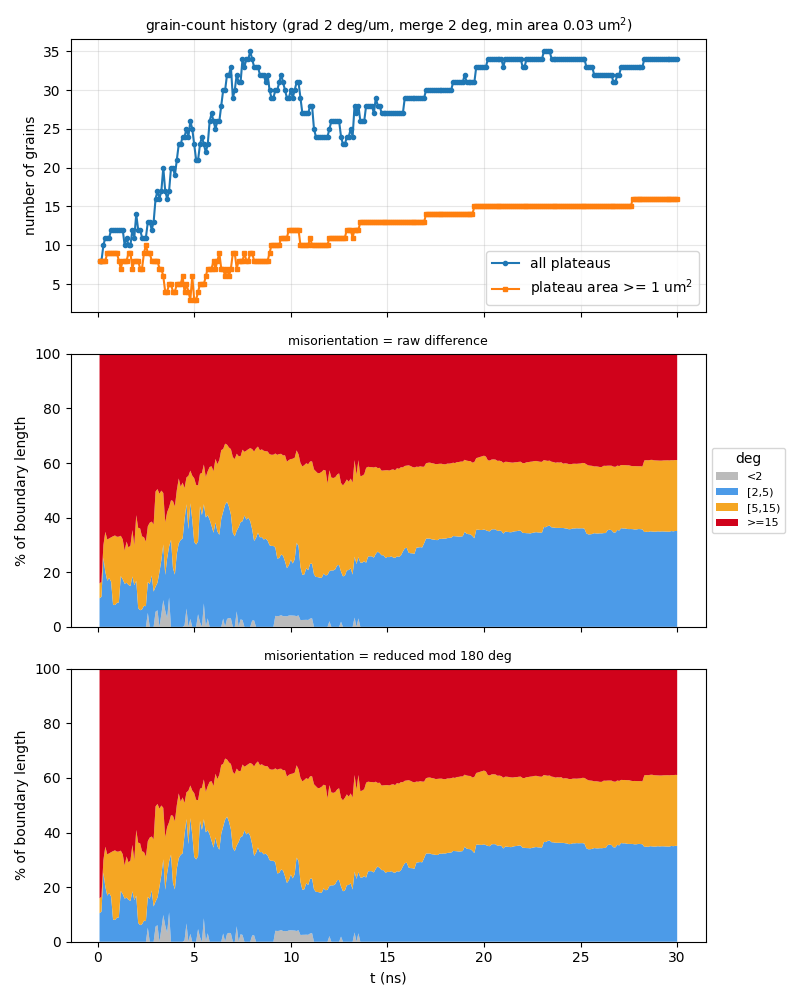 grain-count history (grad 2 deg/um, merge 2 deg, min area 0.03 um²)
35
30
25
20
15
10
5
number of grains
all plateaus
plateau area >= 1 um²
misorientation = raw difference
100
80
60
40
20
0
% of boundary length
deg
<2
[2,5)
[5,15)
>=15
misorientation = reduced mod 180 deg
100
80
60
40
20
0
% of boundary length
0 5 10 15 20 25 30
t (ns)